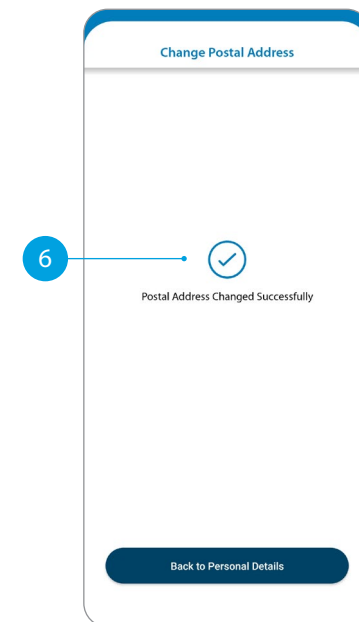 Change Postal Address
6
Postal Address Changed Successfully
Back to Personal Details